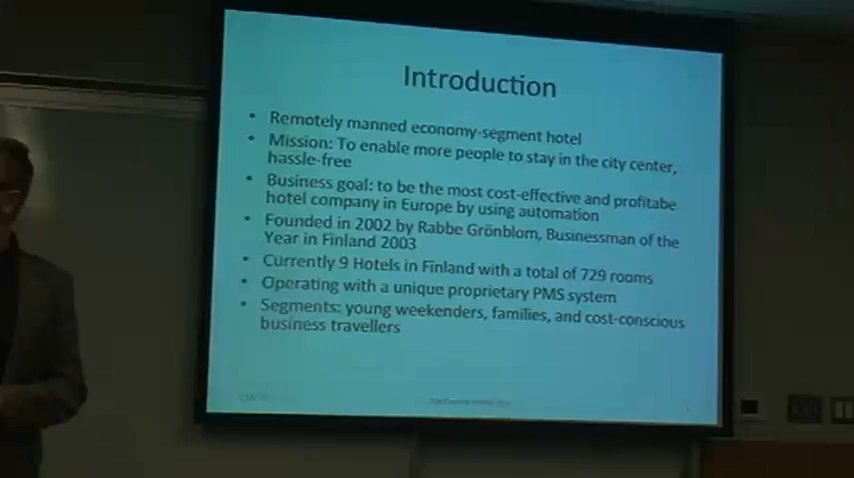 Introduction
• Remotely manned economy-segment hotel
• Mission: To enable more people to stay in the city center,
hassle-free
• Business goal: to be the most cost-effective and profitabe
hotel company in Europe by using automation
• Founded in 2002 by Rabbe Grönblom, Businessman of the
Year in Finland 2003
• Currently 9 Hotels in Finland with a total of 729 rooms
• Operating with a unique proprietary PMS system
• Segments: young weekenders, families, and cost-conscious
business travellers